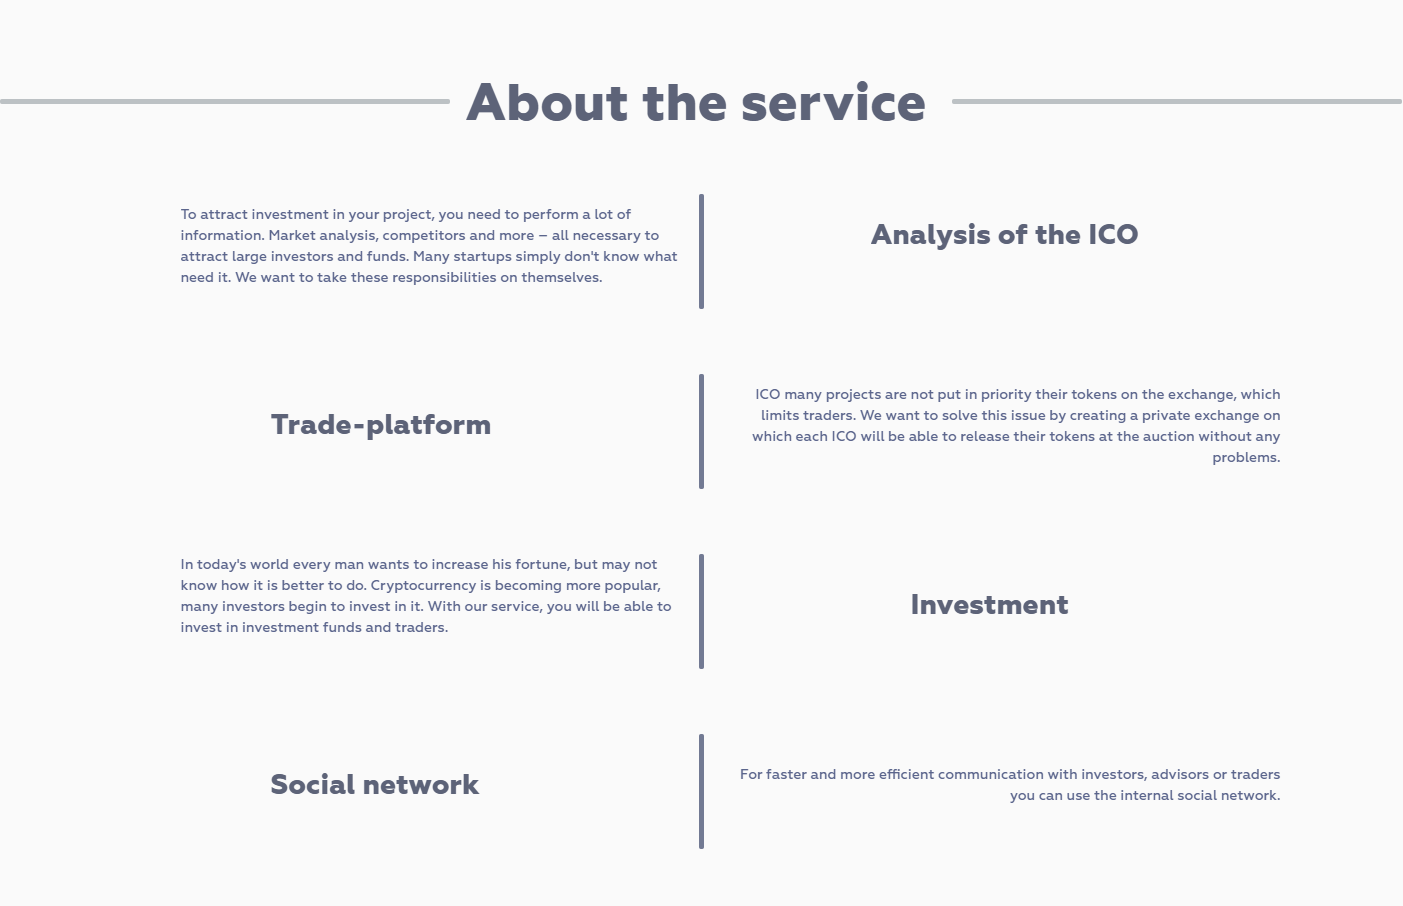 About the service
To attract investment in your project, you need to perform a lot of
information. Market analysis, competitors and more – all necessary to
attract large investors and funds. Many startups simply don't know what
need it. We want to take these responsibilities on themselves.
Analysis of the ICO
Trade-platform
ICO many projects are not put in priority their tokens on the exchange, which
limits traders. We want to solve this issue by creating a private exchange on
which each ICO will be able to release their tokens at the auction without any
problems.
In today's world every man wants to increase his fortune, but may not
know how it is better to do. Cryptocurrency is becoming more popular,
many investors begin to invest in it. With our service, you will be able to
invest in investment funds and traders.
Investment
Social network
For faster and more efficient communication with investors, advisors or traders
you can use the internal social network.